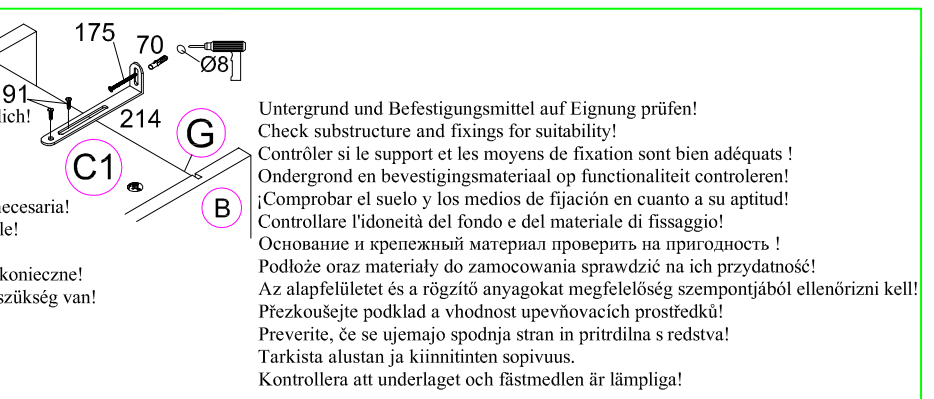 175
70
Ø8
91
lich!
214
G
C1
B
necesaria!
le!
konieczne!
szükség van!
Untergrund und Befestigungsmittel auf Eignung prüfen!
Check substructure and fixings for suitability!
Contrôler si le support et les moyens de fixation sont bien adéquats !
Ondergrond en bevestigingsmateriaal op functionaliteit controleren!
¡Comprobar el suelo y los medios de fijación en cuanto a su aptitud!
Controllare l'idoneità del fondo e del materiale di fissaggio!
Основание и крепежный материал проверить на пригодность !
Podłoże oraz materiały do zamocowania sprawdzić na ich przydatność!
Az alapfelületet és a rögzítő anyagokat megfelelőség szempontjából ellenőrizni kell!
Přezkoušejte podklad a vhodnost upevňovacích prostředků!
Preverite, če se ujemajo spodnja stran in pritrdilna s redstva!
Tarkista alustan ja kiinnitinten sopivuus.
Kontrollera att underlaget och fästmedlen är lämpliga!